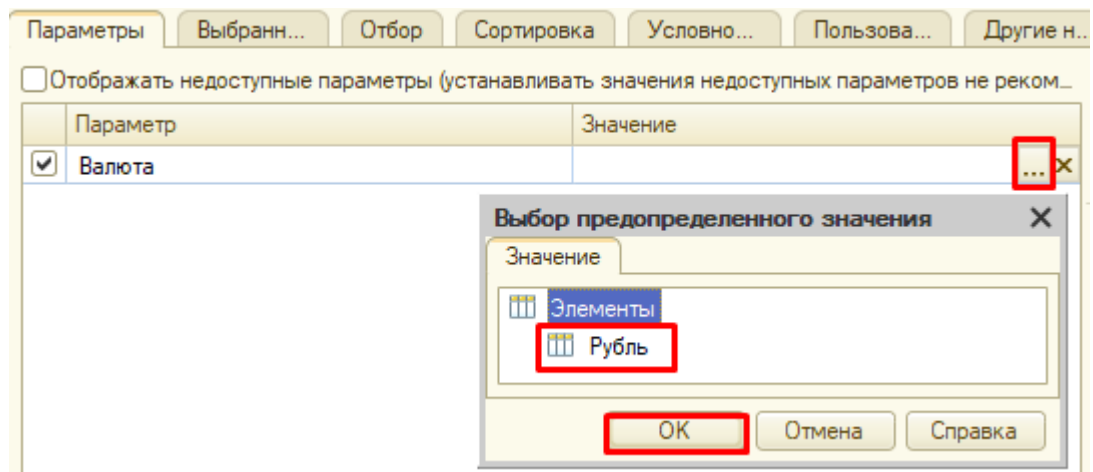 Параметры Выбранн... Отбор Сортировка Условно... Пользова... Другие н...
Отображать недоступные параметры (устанавливать значения недоступных параметров не реком...
Параметр Значение
Валюта ...
Выбор предопределенного значения
Значение
Элементы
Рубль
OK Отмена Справка